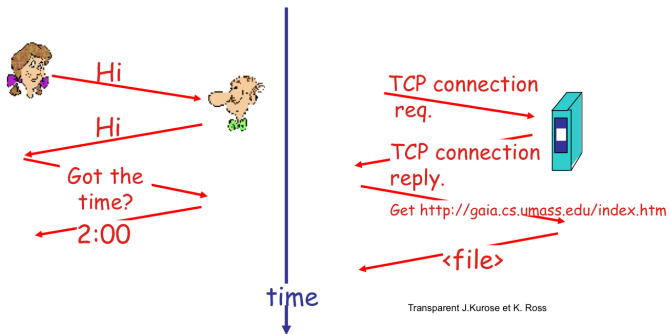 Hi
Hi
Got the
time?
2:00
time
TCP connection
req.
TCP connection
reply.
Get http://gaia.cs.umass.edu/index.htm
<file>
Transparent J.Kurose et K. Ross